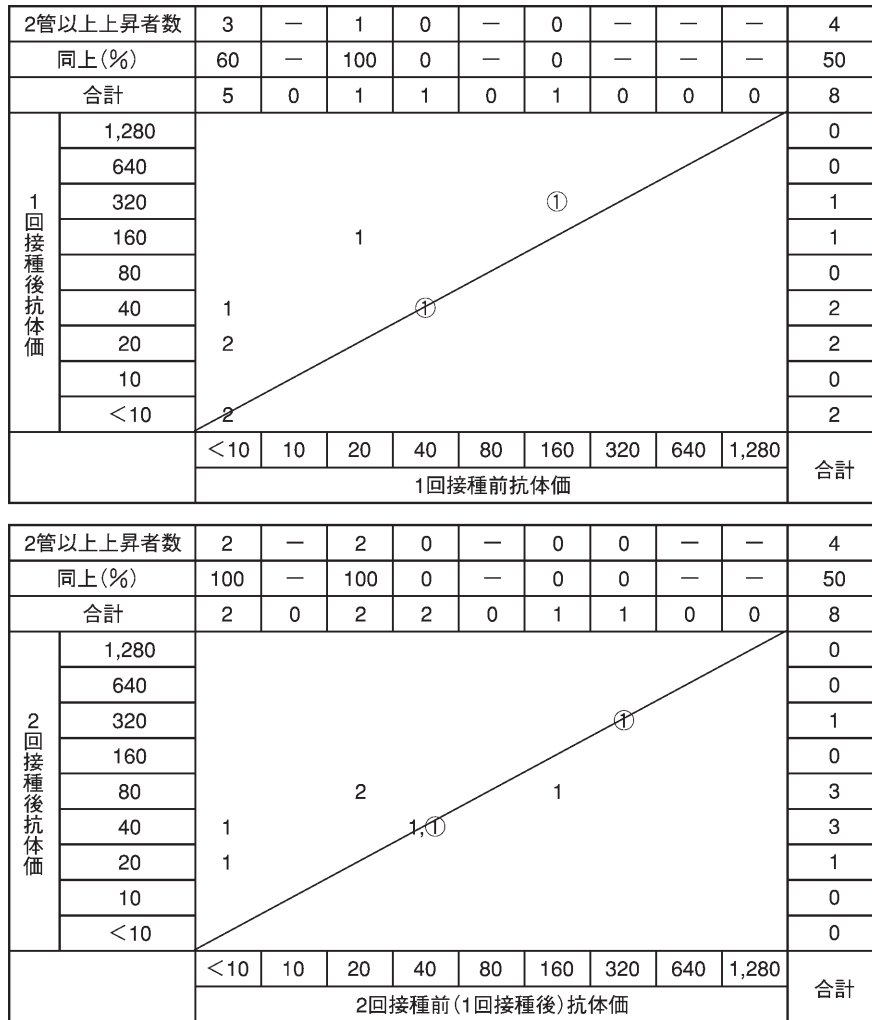 2管以上上昇者数 3 － 1 0 － 0 － － － 4
同上(%) 60 － 100 0 － 0 － － － 50
合計 5 0 1 1 0 1 0 0 0 8
1回接種後抗体価
1,280 0
640 0
320 ① 1
160 1 1
80 0
40 1 ① 2
20 2 2
10 0
＜10 2 2
＜10 10 20 40 80 160 320 640 1,280 合計
1回接種前抗体価
2管以上上昇者数 2 － 2 0 － 0 0 － － 4
同上(%) 100 － 100 0 － 0 0 － － 50
合計 2 0 2 2 0 1 1 0 0 8
2回接種後抗体価
1,280 0
640 0
320 ① 1
160 0
80 2 1 3
40 1 1,① 3
20 1 1
10 0
＜10 0
＜10 10 20 40 80 160 320 640 1,280 合計
2回接種前(1回接種後)抗体価